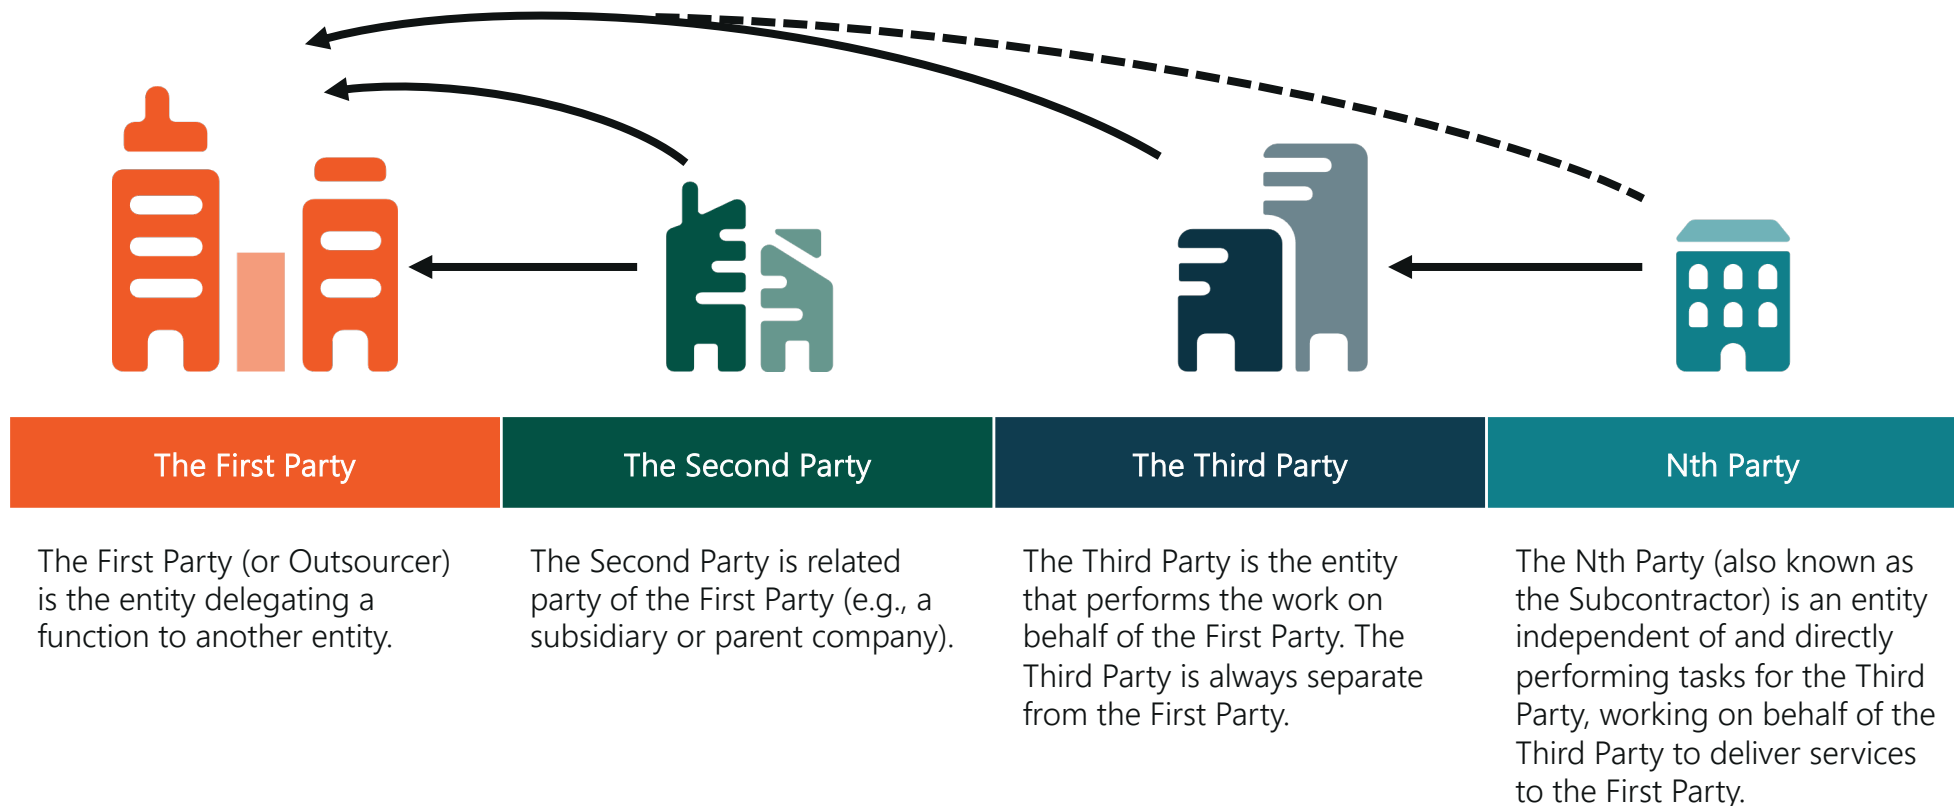 The First Party
The Second Party
The Third Party
Nth Party
The First Party (or Outsourcer)
is the entity delegating a
function to another entity.
The Second Party is related
party of the First Party (e.g., a
subsidiary or parent company).
The Third Party is the entity
that performs the work on
behalf of the First Party. The
Third Party is always separate
from the First Party.
The Nth Party (also known as
the Subcontractor) is an entity
independent of and directly
performing tasks for the Third
Party, working on behalf of the
Third Party to deliver services
to the First Party.